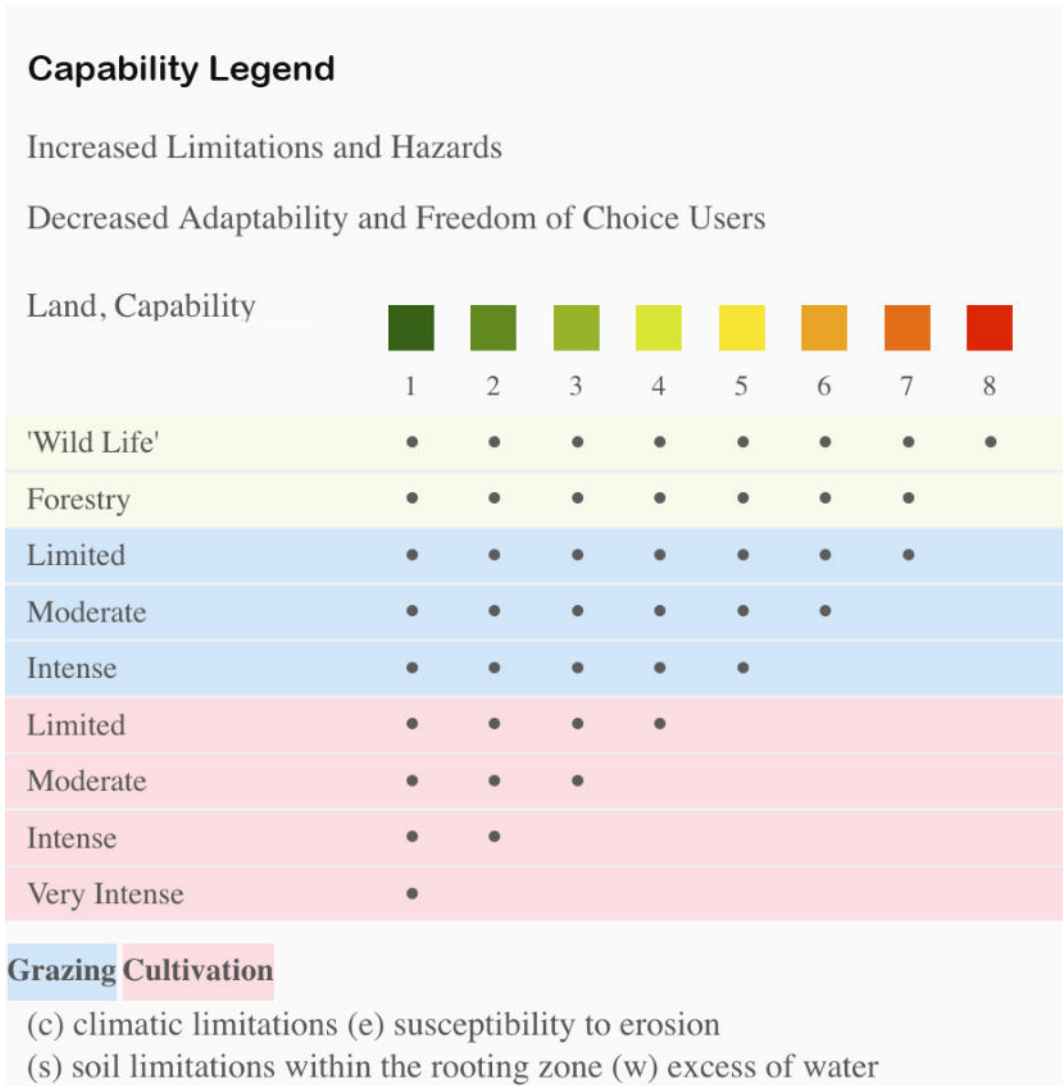 Capability Legend
Increased Limitations and Hazards
Decreased Adaptability and Freedom of Choice Users
Land, Capability
1 2 3 4 5 6 7 8
'Wild Life' • • • • • • • •
Forestry • • • • • • •
Limited • • • • • • •
Moderate • • • • • •
Intense • • • • •
Limited • • • •
Moderate • • •
Intense • •
Very Intense •
Grazing Cultivation
(c) climatic limitations (e) susceptibility to erosion
(s) soil limitations within the rooting zone (w) excess of water